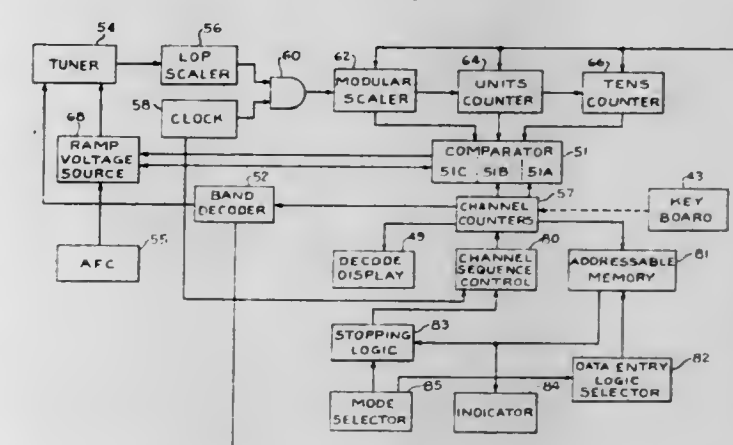 54
TUNER
56
LOP
SCALER
60
62
MODULAR
SCALER
64
UNITS
COUNTER
66
TENS
COUNTER
58
CLOCK
68
RAMP
VOLTAGE
SOURCE
COMPARATOR
51C 51B 51A
51
52
BAND
DECODER
57
CHANNEL
COUNTERS
43
KEY
BOARD
AFC
55
DECODE
DISPLAY
49
CHANNEL
SEQUENCE
CONTROL
80
ADDRESSABLE
MEMORY
81
STOPPING
LOGIC
83
MODE
SELECTOR
85
INDICATOR
84
DATA ENTRY
LOGIC
SELECTOR
82